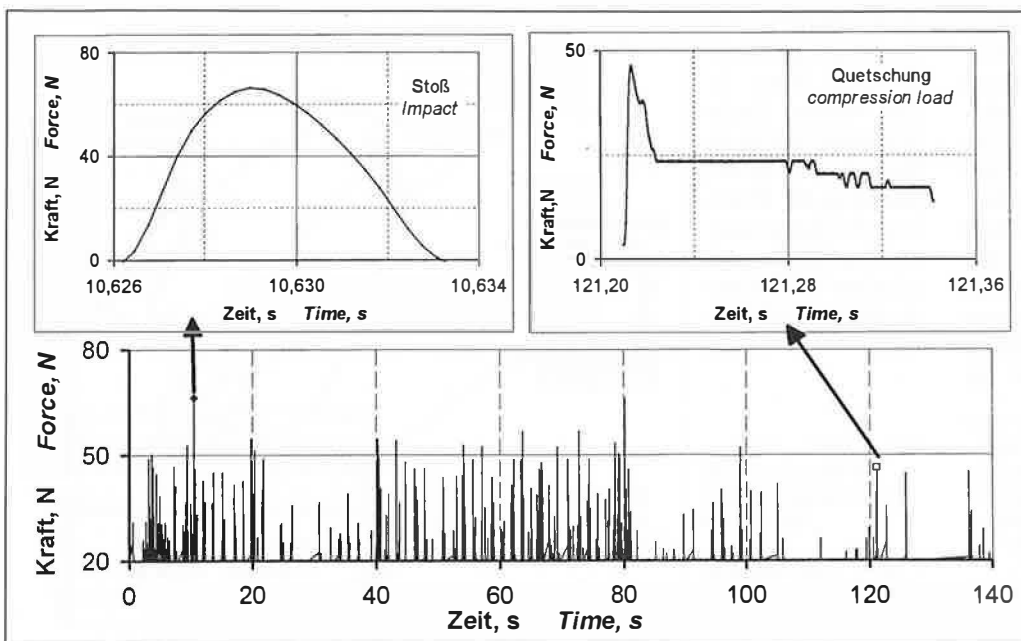 80
40
0
Kraft, N Force, N
Stoß
Impact
10,626 10,630 10,634
Zeit, s Time, s
50
0
Kraft,N Force, N
Quetschung
compression load
121,20 121,28 121,36
Zeit, s Time, s
80
50
20
Kraft, N Force, N
0 20 40 60 80 100 120 140
Zeit, s Time, s